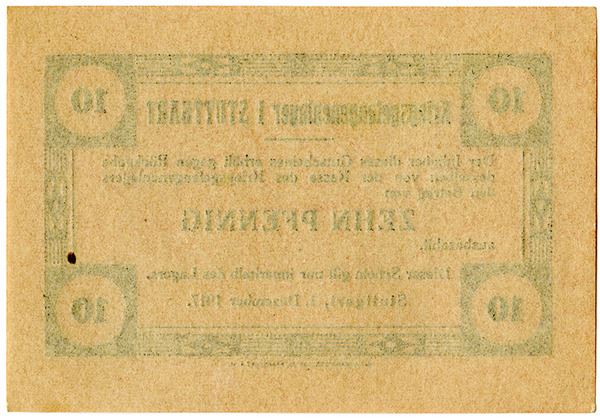 10 10
Kriegsgefangenenlager I STUTTGART
Der Inhaber dieses Gutscheines erhält gegen Rückgabe
desselben von der Kasse des Kriegsgefangenenlagers
den Betrag von
ZEHN PFENNIG
ausbezahlt.
Dieser Schein gilt nur innerhalb des Lagers.
Stuttgart, 1. Dezember 1917.
10 10